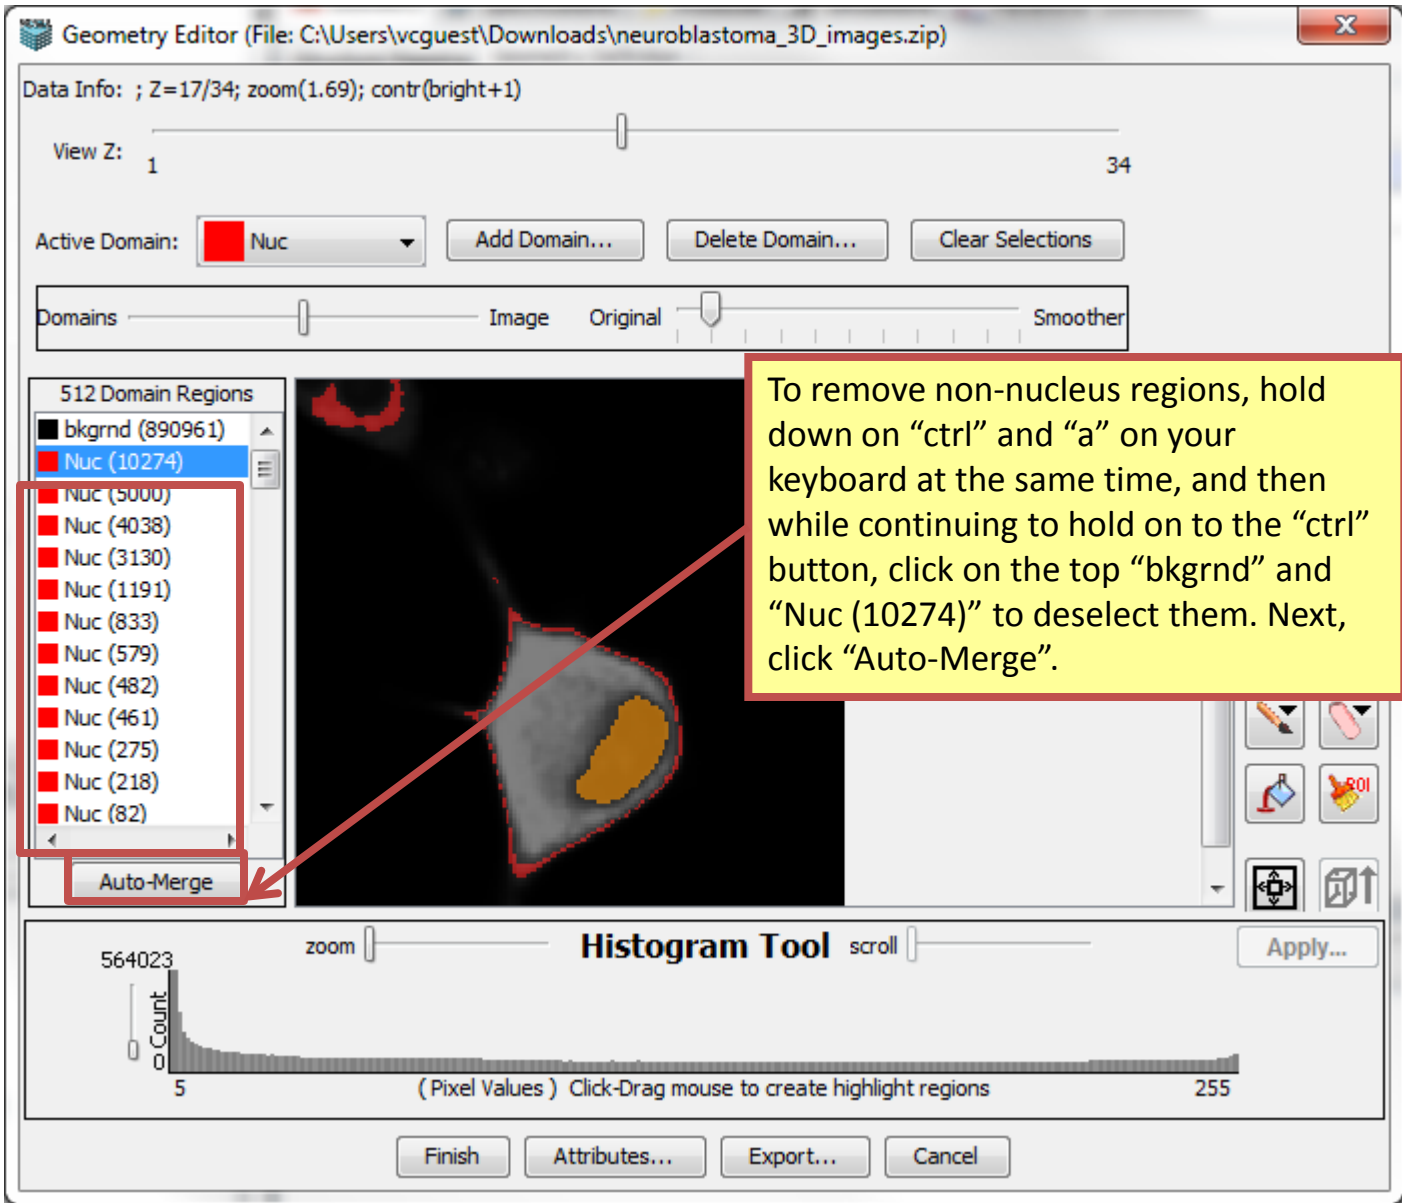 Geometry Editor (File: C:\Users\vcguest\Downloads\neuroblastoma_3D_images.zip)
Data Info:  ; Z=17/34; zoom(1.69); contr(bright+1)
View Z:
1
34
Active Domain:
Nuc
Add Domain...
Delete Domain...
Clear Selections
Domains
Image
Original
Smoother
512 Domain Regions
bkgrnd (890961)
Nuc (10274)
Nuc (5000)
Nuc (4038)
Nuc (3130)
Nuc (1191)
Nuc (833)
Nuc (579)
Nuc (482)
Nuc (461)
Nuc (275)
Nuc (218)
Nuc (82)
Auto-Merge
To remove non-nucleus regions, hold
down on “ctrl” and “a” on your
keyboard at the same time, and then
while continuing to hold on to the “ctrl”
button, click on the top “bkgrnd” and
“Nuc (10274)” to deselect them. Next,
click “Auto-Merge”.
ROI
zoom
Histogram Tool
scroll
Apply...
564023
Count
0
5
( Pixel Values )  Click-Drag mouse to create highlight regions
255
Finish
Attributes...
Export...
Cancel